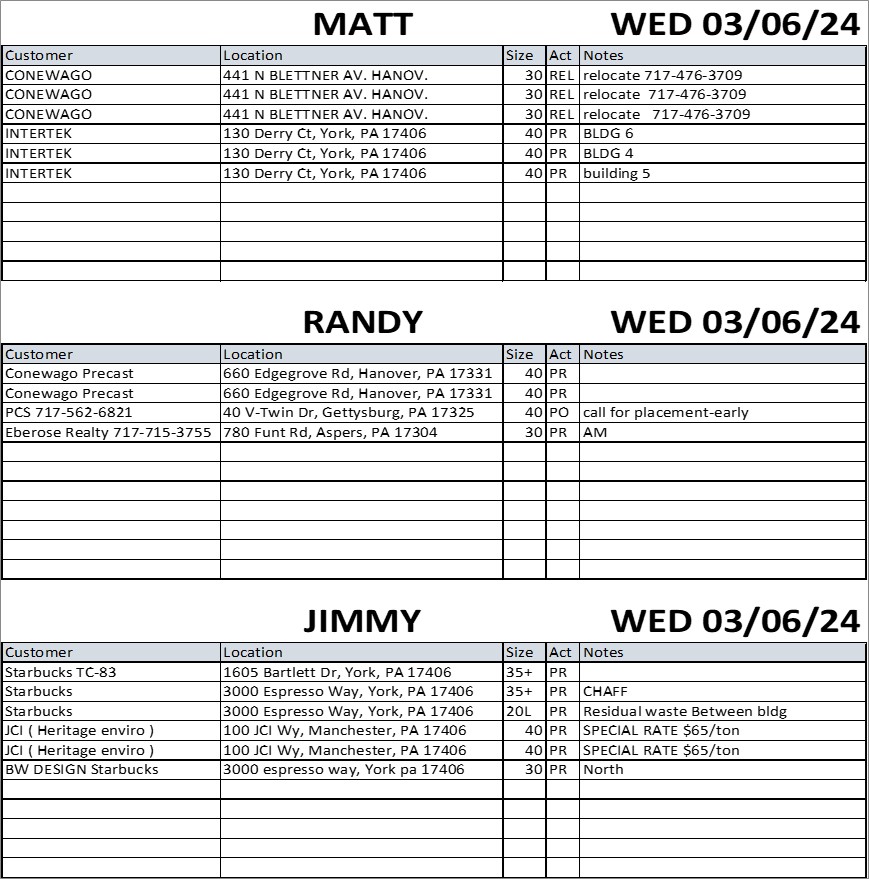 MATT WED 03/06/24
Customer Location Size Act Notes
CONEWAGO 441 N BLETTNER AV. HANOV. 30 REL relocate 717-476-3709
CONEWAGO 441 N BLETTNER AV. HANOV. 30 REL relocate 717-476-3709
CONEWAGO 441 N BLETTNER AV. HANOV. 30 REL relocate 717-476-3709
INTERTEK 130 Derry Ct, York, PA 17406 40 PR BLDG 6
INTERTEK 130 Derry Ct, York, PA 17406 40 PR BLDG 4
INTERTEK 130 Derry Ct, York, PA 17406 40 PR building 5
RANDY WED 03/06/24
Customer Location Size Act Notes
Conewago Precast 660 Edgegrove Rd, Hanover, PA 17331 40 PR
Conewago Precast 660 Edgegrove Rd, Hanover, PA 17331 40 PR
PCS 717-562-6821 40 V-Twin Dr, Gettysburg, PA 17325 40 PO call for placement-early
Eberose Realty 717-715-3755 780 Funt Rd, Aspers, PA 17304 30 PR AM
JIMMY WED 03/06/24
Customer Location Size Act Notes
Starbucks TC-83 1605 Bartlett Dr, York, PA 17406 35+ PR
Starbucks 3000 Espresso Way, York, PA 17406 35+ PR CHAFF
Starbucks 3000 Espresso Way, York, PA 17406 20L PR Residual waste Between bldg
JCI ( Heritage enviro ) 100 JCI Wy, Manchester, PA 17406 40 PR SPECIAL RATE $65/ton
JCI ( Heritage enviro ) 100 JCI Wy, Manchester, PA 17406 40 PR SPECIAL RATE $65/ton
BW DESIGN Starbucks 3000 espresso way, York pa 17406 30 PR North